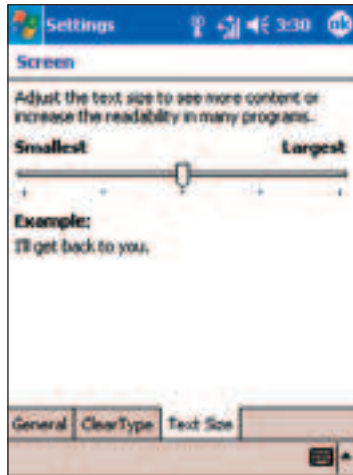 Settings 3:30 ok
Screen
Adjust the text size to see more content or
increase the readability in many programs.
Smallest Largest
Example:
I'll get back to you.
General ClearType Text Size